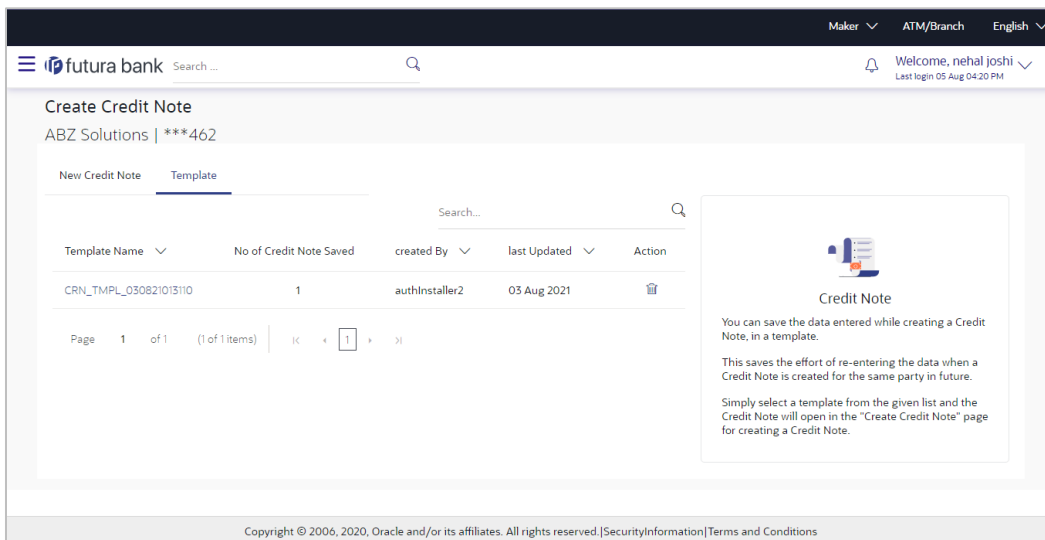 Maker ATM/Branch English
futura bank Search ... Welcome, nehal joshi
Last login 05 Aug 04:20 PM
Create Credit Note
ABZ Solutions | ***462
New Credit Note Template
Search...
Template Name No of Credit Note Saved created By last Updated Action
CRN_TMPL_030821013110 1 authInstaller2 03 Aug 2021
Page 1 of 1 (1 of 1 items) 1
Credit Note
You can save the data entered while creating a Credit
Note, in a template.
This saves the effort of re-entering the data when a
Credit Note is created for the same party in future.
Simply select a template from the given list and the
Credit Note will open in the "Create Credit Note" page
for creating a Credit Note.
Copyright © 2006, 2020, Oracle and/or its affiliates. All rights reserved.|SecurityInformation|Terms and Conditions